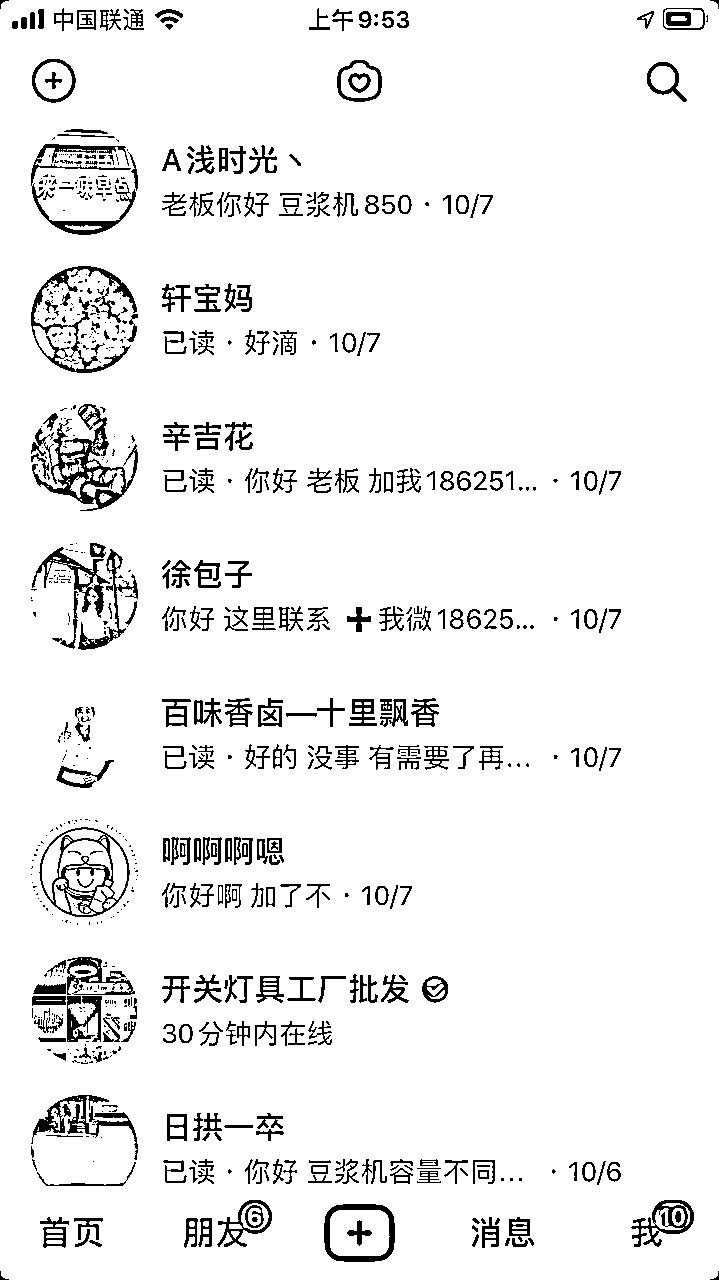 中国联通
上午9:53
A浅时光丶
老板你好 豆浆机850 · 10/7
轩宝妈
已读 · 好滴 · 10/7
辛吉花
已读 · 你好 老板 加我186251... · 10/7
徐包子
你好 这里联系 ➕我微18625... · 10/7
百味香卤—十里飘香
已读 · 好的 没事 有需要了再... · 10/7
啊啊啊嗯
你好啊 加了不 · 10/7
开关灯具工厂批发
30分钟内在线
日拱一卒
已读 · 你好 豆浆机容量不同... · 10/6
首页
朋友
6
消息
我
10